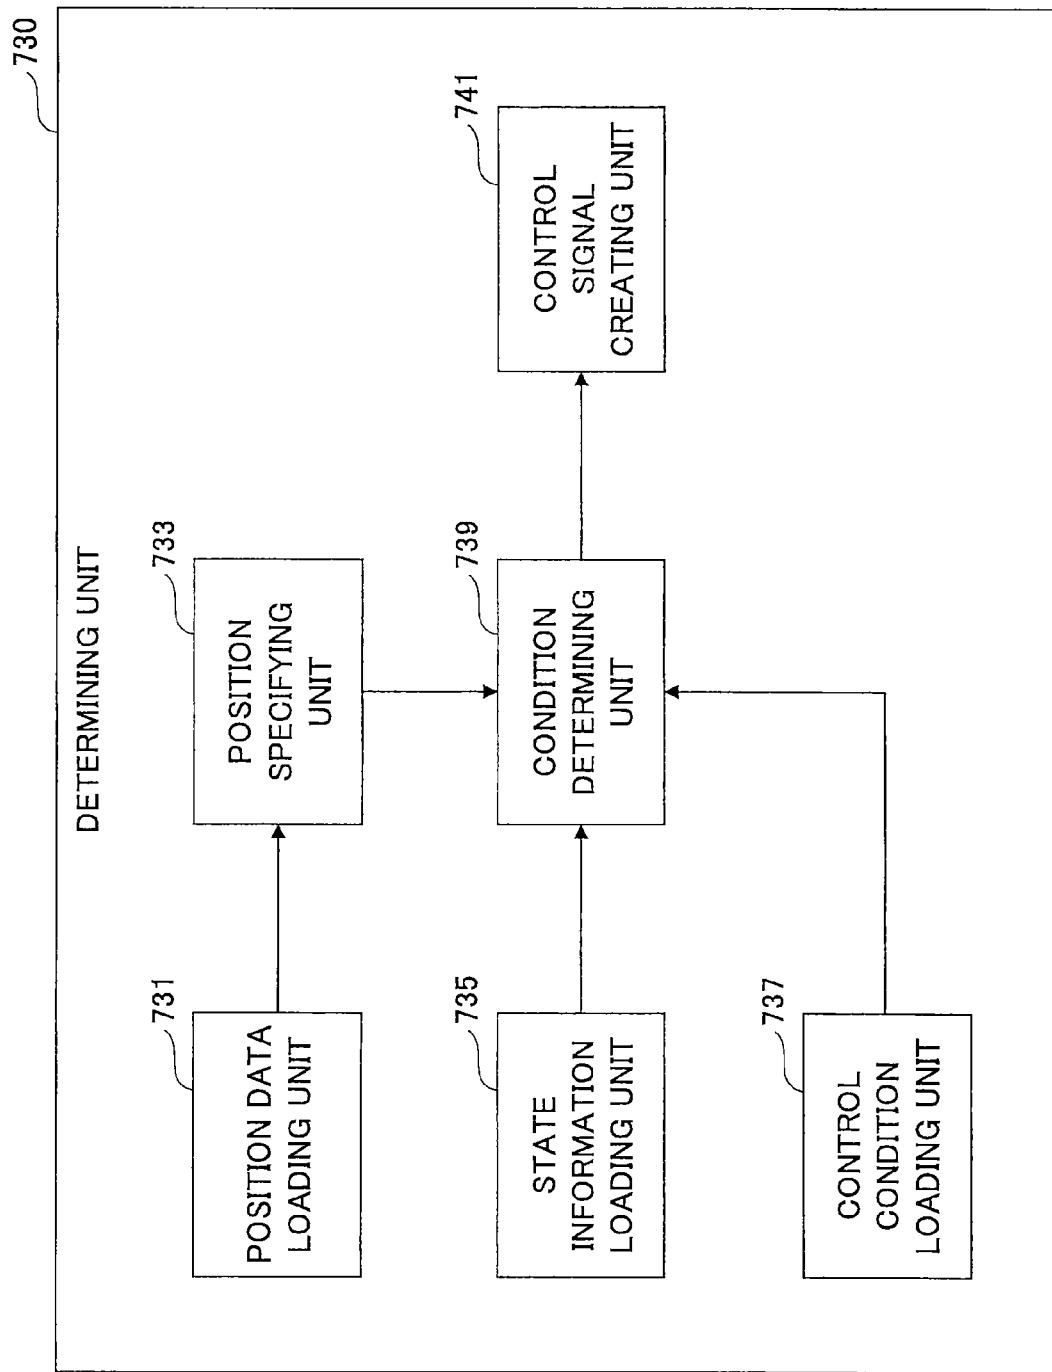 730
DETERMINING UNIT
731
POSITION DATA
LOADING UNIT
733
POSITION
SPECIFYING
UNIT
735
STATE
INFORMATION
LOADING UNIT
739
CONDITION
DETERMINING
UNIT
741
CONTROL
SIGNAL
CREATING UNIT
737
CONTROL
CONDITION
LOADING UNIT